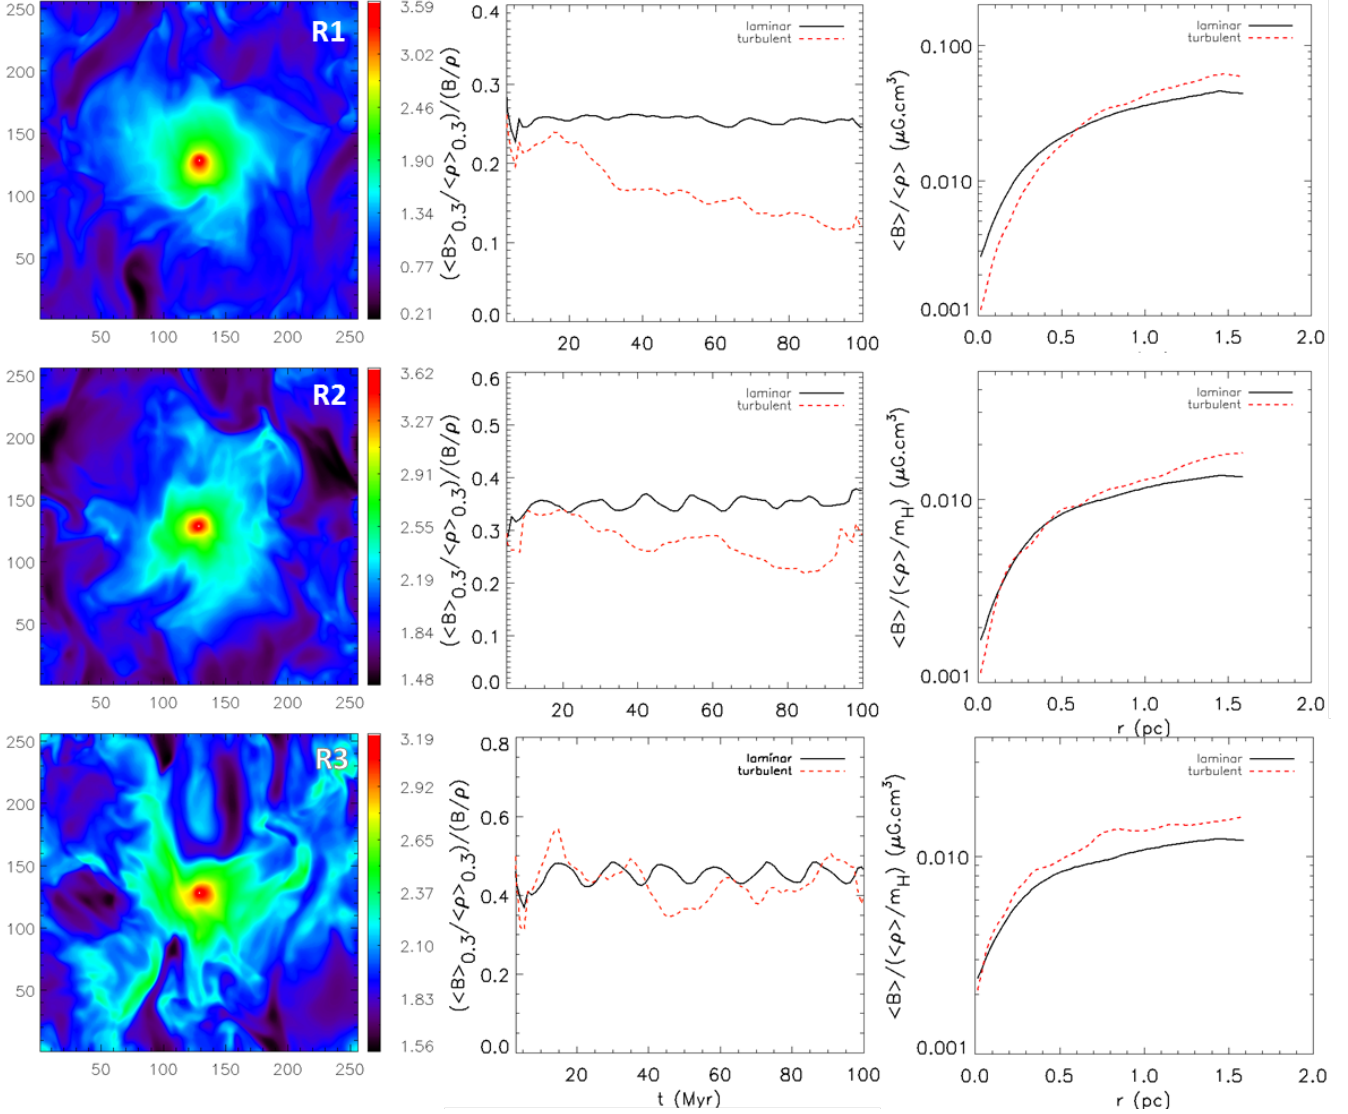 R1
250
200
150
100
50
50 100 150 200 250
3.59
3.02
2.46
1.90
1.34
0.77
0.21
(<B>0.3/<ρ>0.3)/(B/ρ)
0.4
0.3
0.2
0.1
0.0
laminar
turbulent
20 40 60 80 100
<B>/<ρ> (μG.cm³)
0.100
0.010
0.001
laminar
turbulent
0.0 0.5 1.0 1.5 2.0
R2
250
200
150
100
50
50 100 150 200 250
3.62
3.27
2.91
2.55
2.19
1.84
1.48
(<B>0.3/<ρ>0.3)/(B/ρ)
0.6
0.5
0.4
0.3
0.2
0.1
0.0
laminar
turbulent
20 40 60 80 100
<B>/(<ρ>/mH) (μG.cm³)
0.010
0.001
laminar
turbulent
0.0 0.5 1.0 1.5 2.0
r (pc)
R3
250
200
150
100
50
50 100 150 200 250
3.19
2.92
2.65
2.37
2.10
1.83
1.56
(<B>0.3/<ρ>0.3)/(B/ρ)
0.8
0.6
0.4
0.2
0.0
laminar
turbulent
20 40 60 80 100
t (Myr)
<B>/(<ρ>/mH) (μG.cm³)
0.010
0.001
laminar
turbulent
0.0 0.5 1.0 1.5 2.0
r (pc)